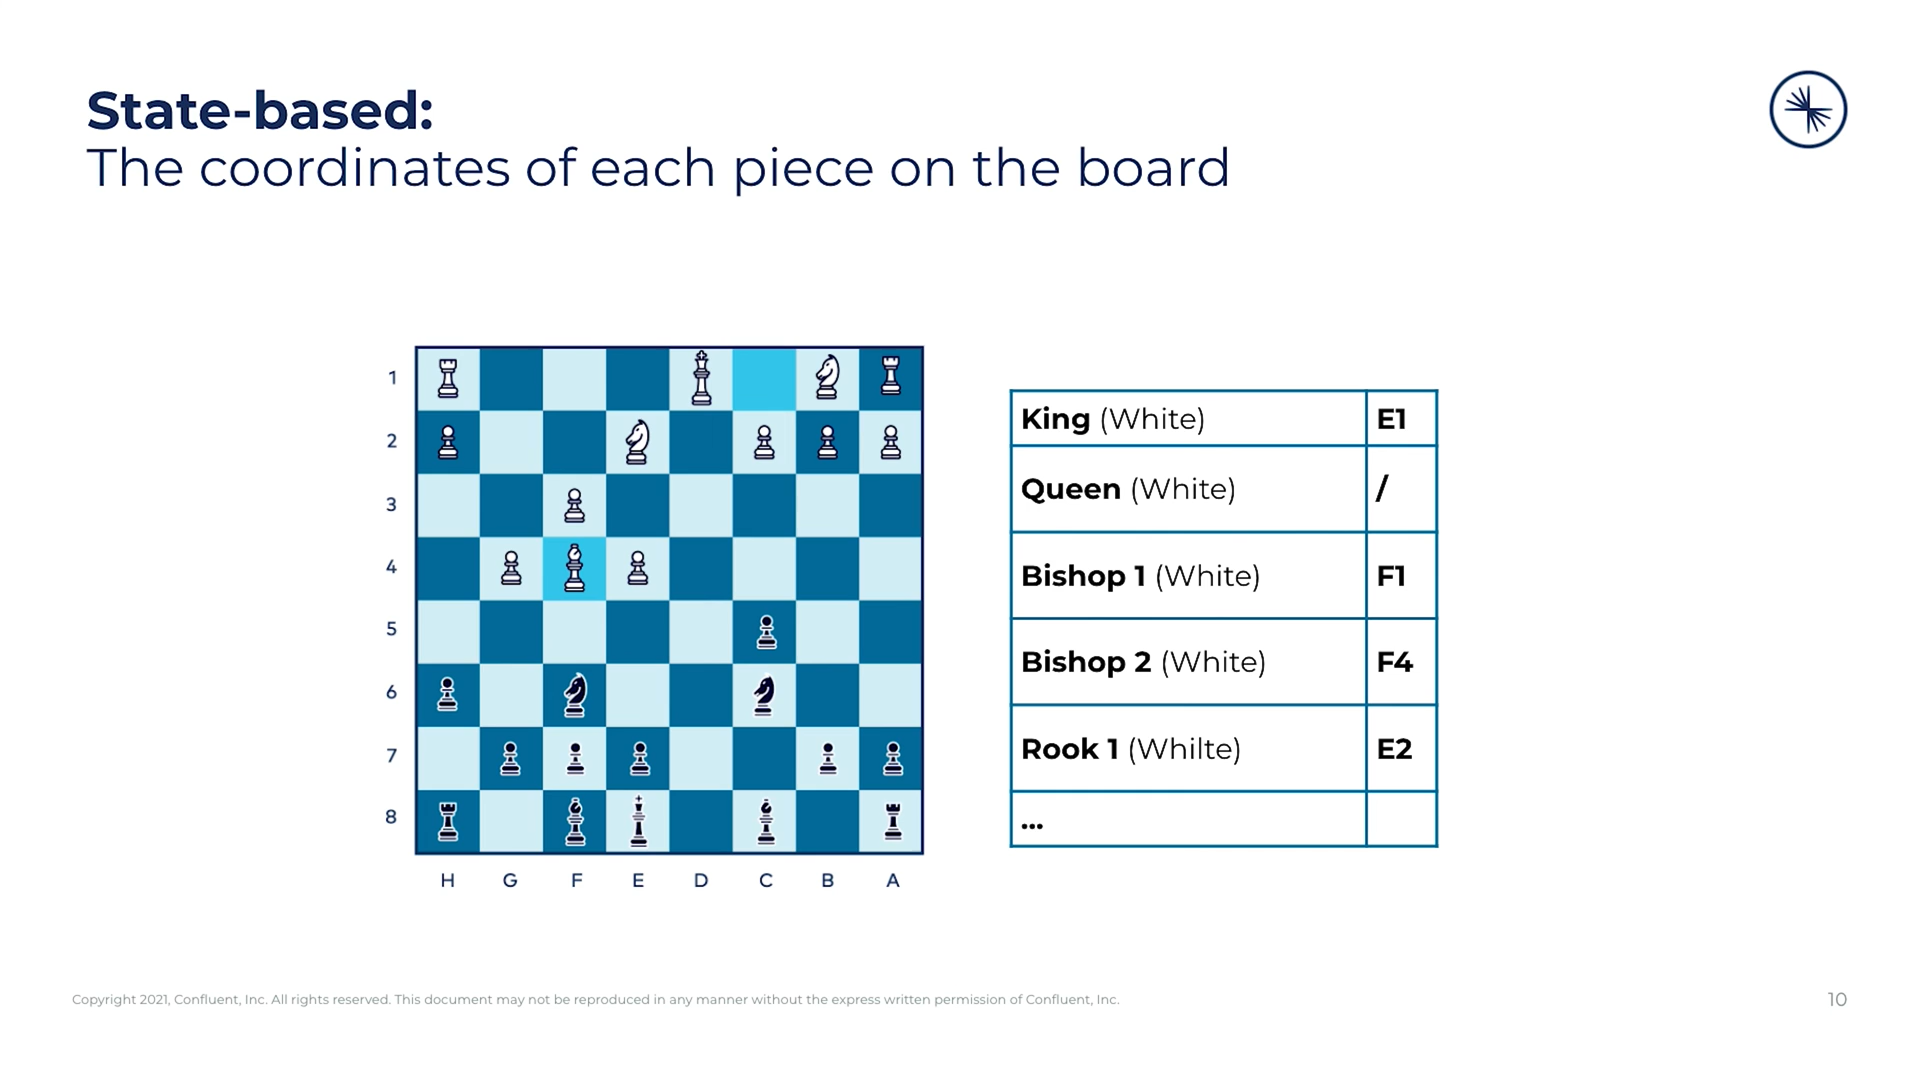 State-based:
The coordinates of each piece on the board
1
2
3
4
5
6
7
8
H G F E D C B A
King (White) E1
Queen (White) /
Bishop 1 (White) F1
Bishop 2 (White) F4
Rook 1 (Whilte) E2
...
Copyright 2021, Confluent, Inc. All rights reserved. This document may not be reproduced in any manner without the express written permission of Confluent, Inc.
10